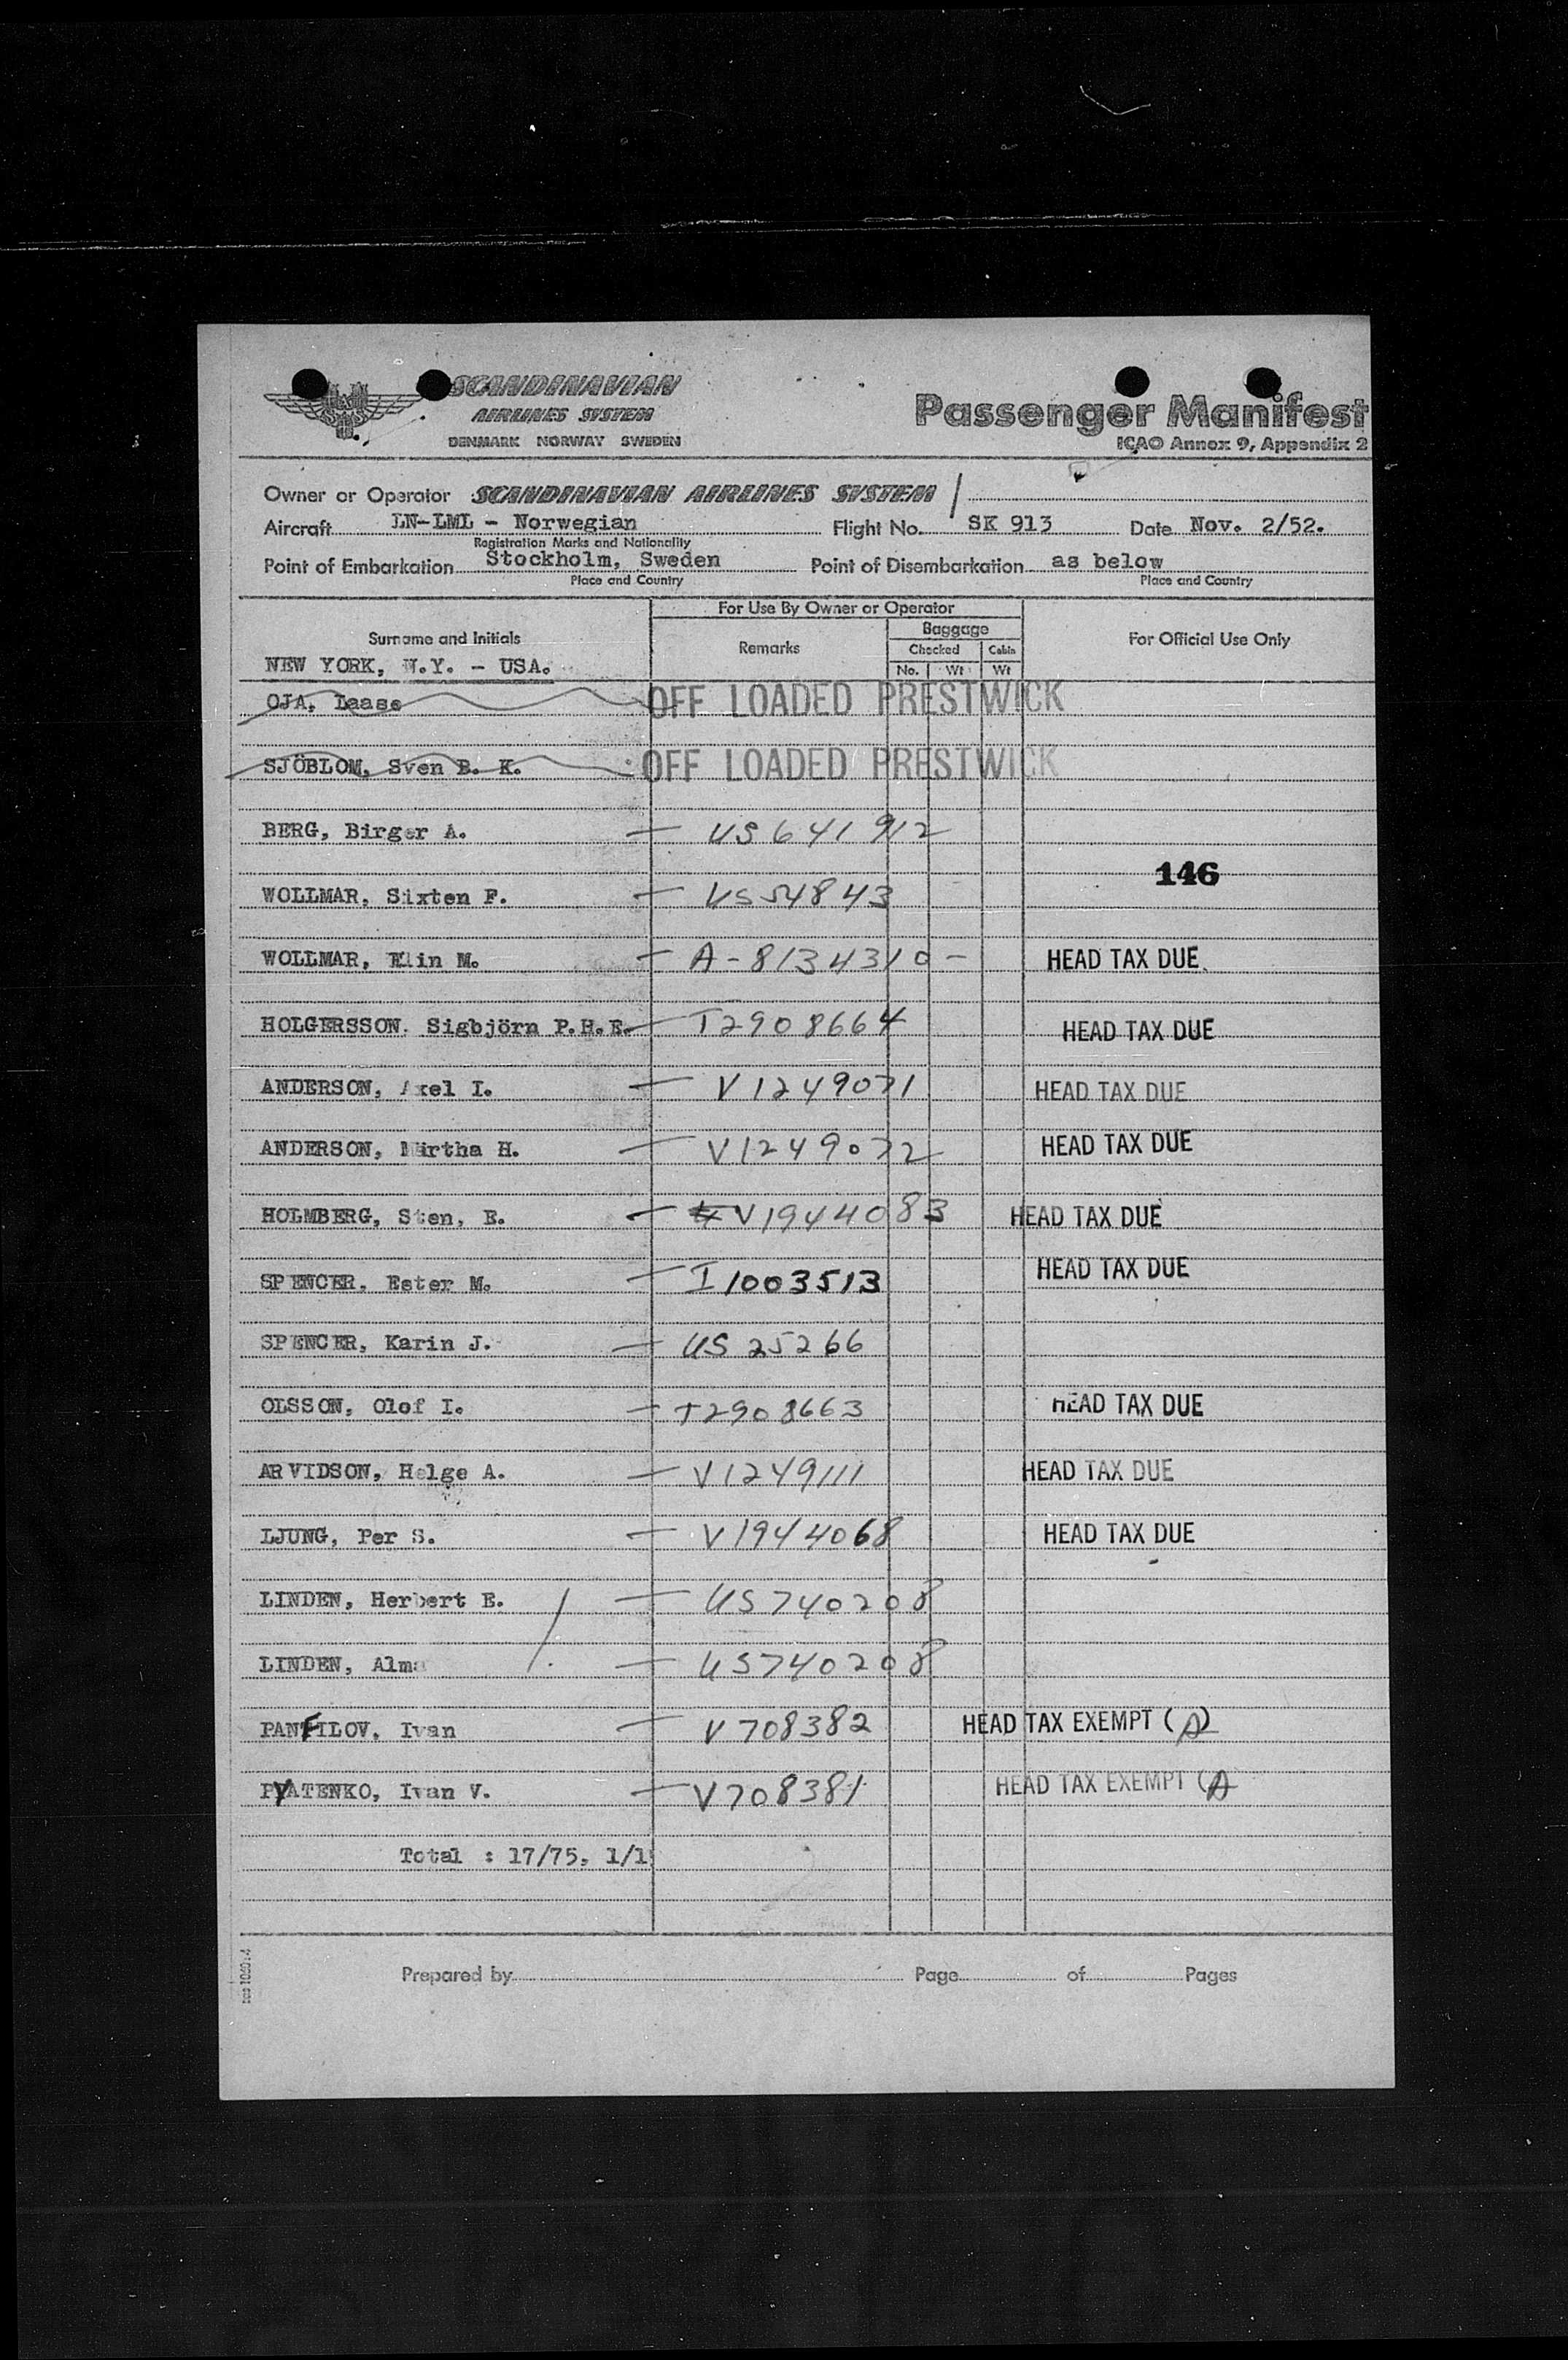 SCANDINAVIAN
AIRLINES SYSTEM
DENMARK NORWAY SWEDEN
Passenger Manifest
ICAO Annex 9, Appendix 2
Owner or Operator SCANDINAVIAN AIRLINES SYSTEM
Aircraft LN-LML - Norwegian Flight No. SK 913 Date Nov. 2/52.
Registration Marks and Nationality
Point of Embarkation Stockholm, Sweden Point of Disembarkation as below
Place and Country Place and Country
For Use By Owner or Operator
Surname and Initials Remarks Baggage For Official Use Only
Checked Cabin
No. Wt Wt
NEW YORK, N.Y. - USA.
OJA, Laase OFF LOADED PRESTWICK
SJÖBLOM, Sven B. K. OFF LOADED PRESTWICK
BERG, Birger A. — US641912
146
WOLLMAR, Sixten F. — US54843
WOLLMAR, Elin M. — A-8134310 — HEAD TAX DUE
HOLGERSSON. Sigbjörn P.H.E. — T2908664 HEAD TAX DUE
ANDERSON, Axel I. — V1249071 HEAD TAX DUE
ANDERSON, Märtha H. — V1249072 HEAD TAX DUE
HOLMBERG, Sten, E. — V1944083 HEAD TAX DUE
SPENCER, Ester M. — I1003513 HEAD TAX DUE
SPENCER, Karin J. — US 25266
OLSSON, Olof I. — T2908663 HEAD TAX DUE
ARVIDSON, Helge A. — V1249111 HEAD TAX DUE
LJUNG, Per S. — V1944068 HEAD TAX DUE
LINDEN, Herbert E. — US740208
LINDEN, Alma — US740208
PANFILOV, Ivan — V708382 HEAD TAX EXEMPT (A)
PYATENKO, Ivan V. — V708381 HEAD TAX EXEMPT (A
Total : 17/75, 1/1
Prepared by Page of Pages